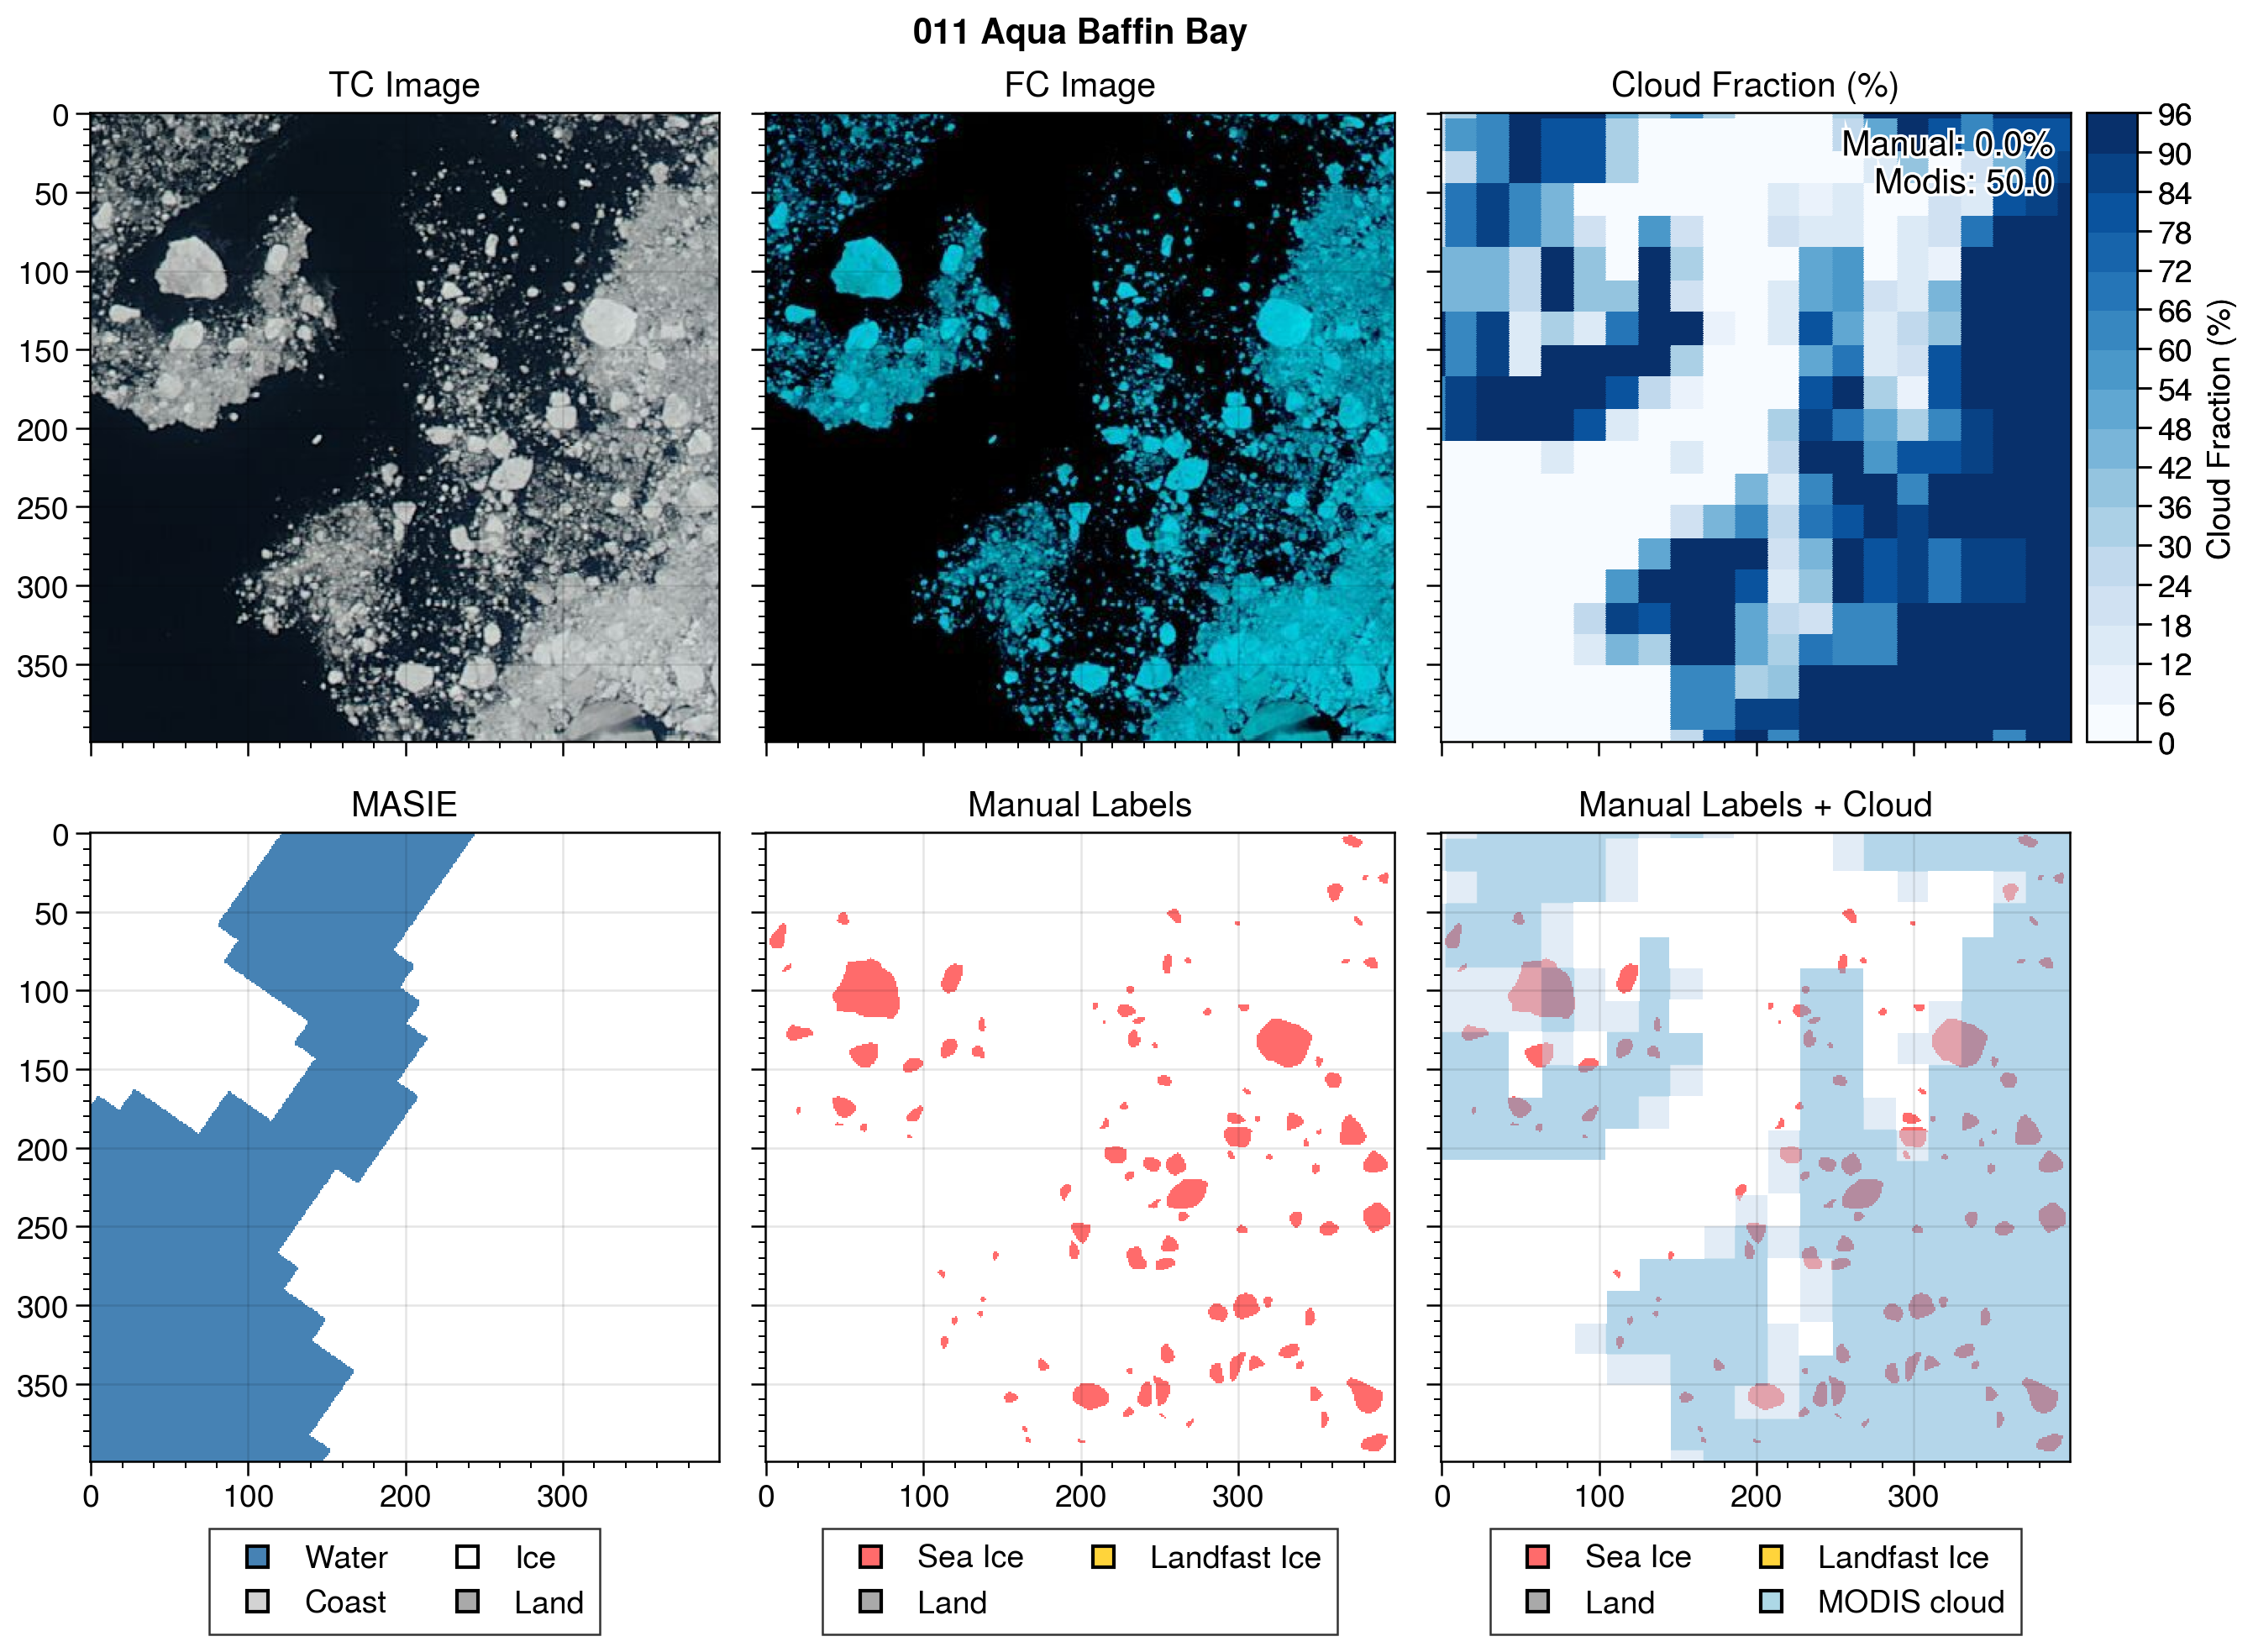 011 Aqua Baffin Bay
TC Image
FC Image
Cloud Fraction (%)
0
50
100
150
200
250
300
350
Manual: 0.0%
Modis: 50.0
96
90
84
78
72
66
60
54
48
42
36
30
24
18
12
6
0
Cloud Fraction (%)
MASIE
Manual Labels
Manual Labels + Cloud
0
50
100
150
200
250
300
350
0 100 200 300
0 100 200 300
0 100 200 300
Water Ice
Coast Land
Sea Ice Landfast Ice
Land
Sea Ice Landfast Ice
Land MODIS cloud